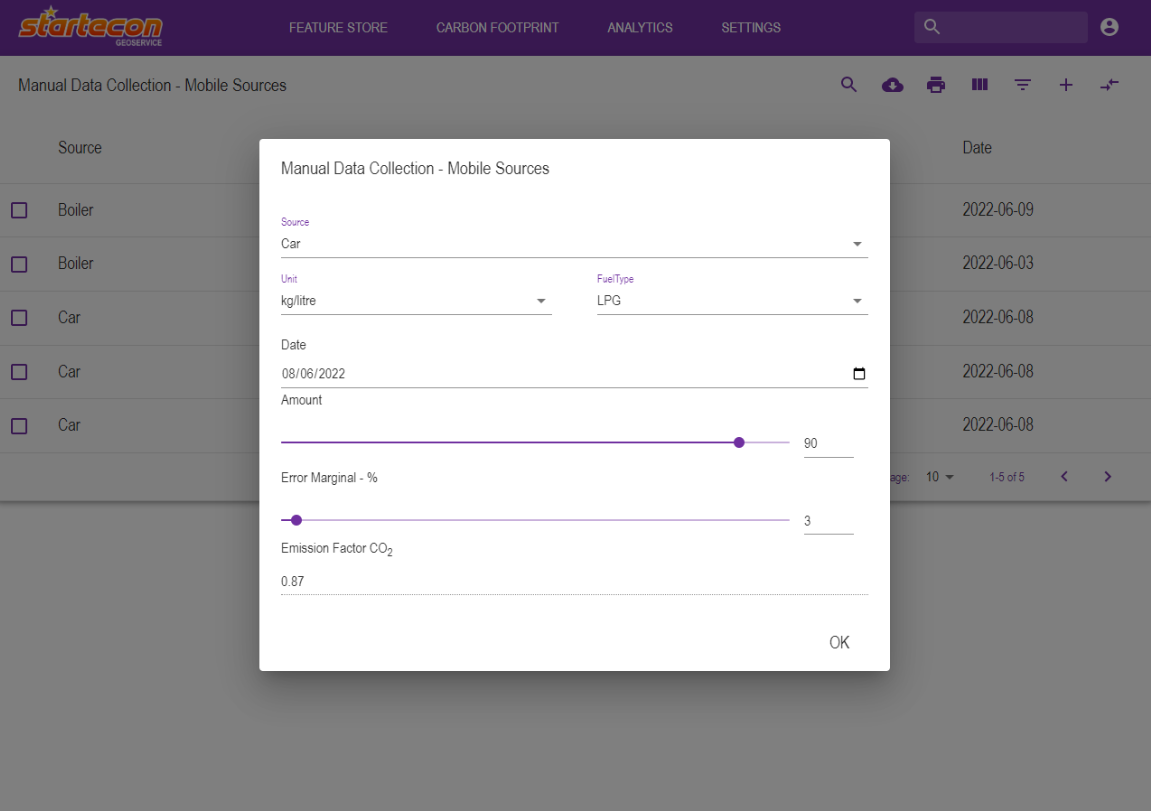 startecon
GEOSERVICE
FEATURE STORE CARBON FOOTPRINT ANALYTICS SETTINGS
Manual Data Collection - Mobile Sources
Source Date
Boiler 2022-06-09
Boiler 2022-06-03
Car 2022-06-08
Car 2022-06-08
Car 2022-06-08
age: 10 1-5 of 5
Manual Data Collection - Mobile Sources
Source
Car
Unit FuelType
kg/litre LPG
Date
08/06/2022
Amount
90
Error Marginal - %
3
Emission Factor CO2
0.87
OK